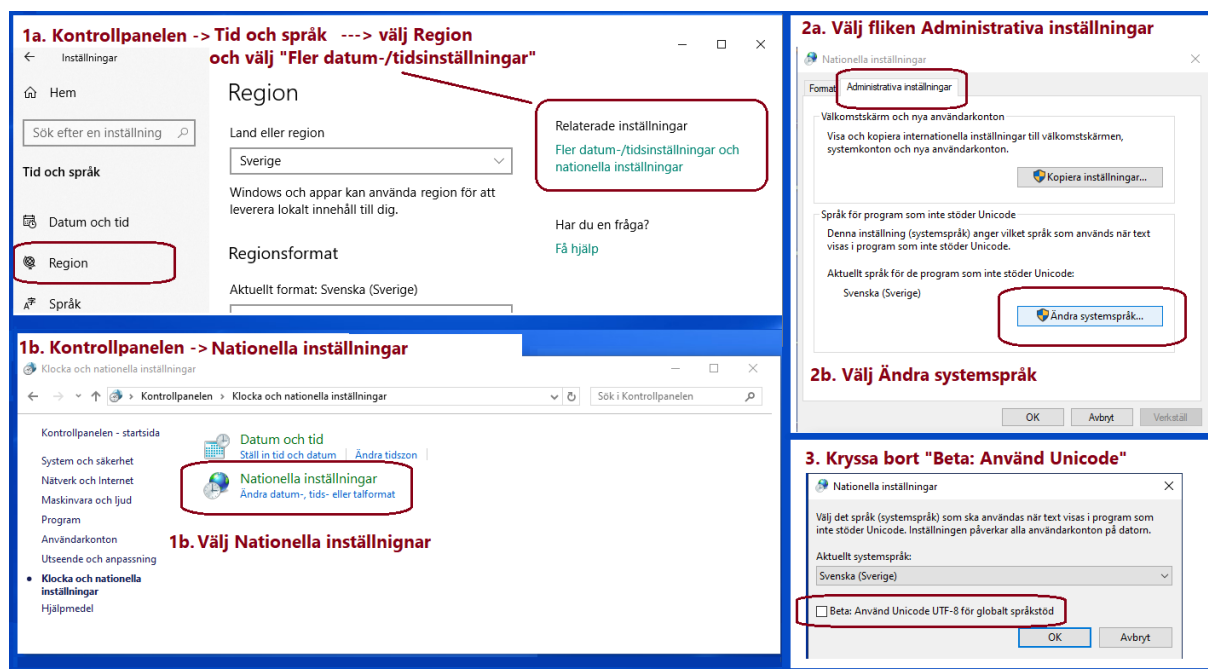 1a. Kontrollpanelen -> Tid och språk ---> välj Region
och välj "Fler datum-/tidsinställningar"
Inställningar
Hem
Sök efter en inställning
Tid och språk
Datum och tid
Region
Språk
Region
Land eller region
Sverige
Windows och appar kan använda region för att
leverera lokalt innehåll till dig.
Regionsformat
Aktuellt format: Svenska (Sverige)
Relaterade inställningar
Fler datum-/tidsinställningar och
nationella inställningar
Har du en fråga?
Få hjälp
1b. Kontrollpanelen -> Nationella inställningar
Klocka och nationella inställningar
Kontrollpanelen › Klocka och nationella inställningar
Sök i Kontrollpanelen
Kontrollpanelen - startsida
System och säkerhet
Nätverk och Internet
Maskinvara och ljud
Program
Användarkonton
Utseende och anpassning
Klocka och nationella
inställningar
Hjälpmedel
Datum och tid
Ställ in tid och datum | Ändra tidszon
Nationella inställningar
Ändra datum-, tids- eller talformat
1b. Välj Nationella inställnignar
2a. Välj fliken Administrativa inställningar
Nationella inställningar
Format Administrativa inställningar
Välkomstskärm och nya användarkonton
Visa och kopiera internationella inställningar till välkomstskärmen,
systemkonton och nya användarkonton.
Kopiera inställningar...
Språk för program som inte stöder Unicode
Denna inställning (systemspråk) anger vilket språk som används när text
visas i program som inte stöder Unicode.
Aktuellt språk för de program som inte stöder Unicode:
Svenska (Sverige)
Ändra systemspråk...
2b. Välj Ändra systemspråk
OK Avbryt Verkställ
3. Kryssa bort "Beta: Använd Unicode"
Nationella inställningar
Välj det språk (systemspråk) som ska användas när text visas i program som
inte stöder Unicode. Inställningen påverkar alla användarkonton på datorn.
Aktuellt systemspråk:
Svenska (Sverige)
Beta: Använd Unicode UTF-8 för globalt språkstöd
OK Avbryt